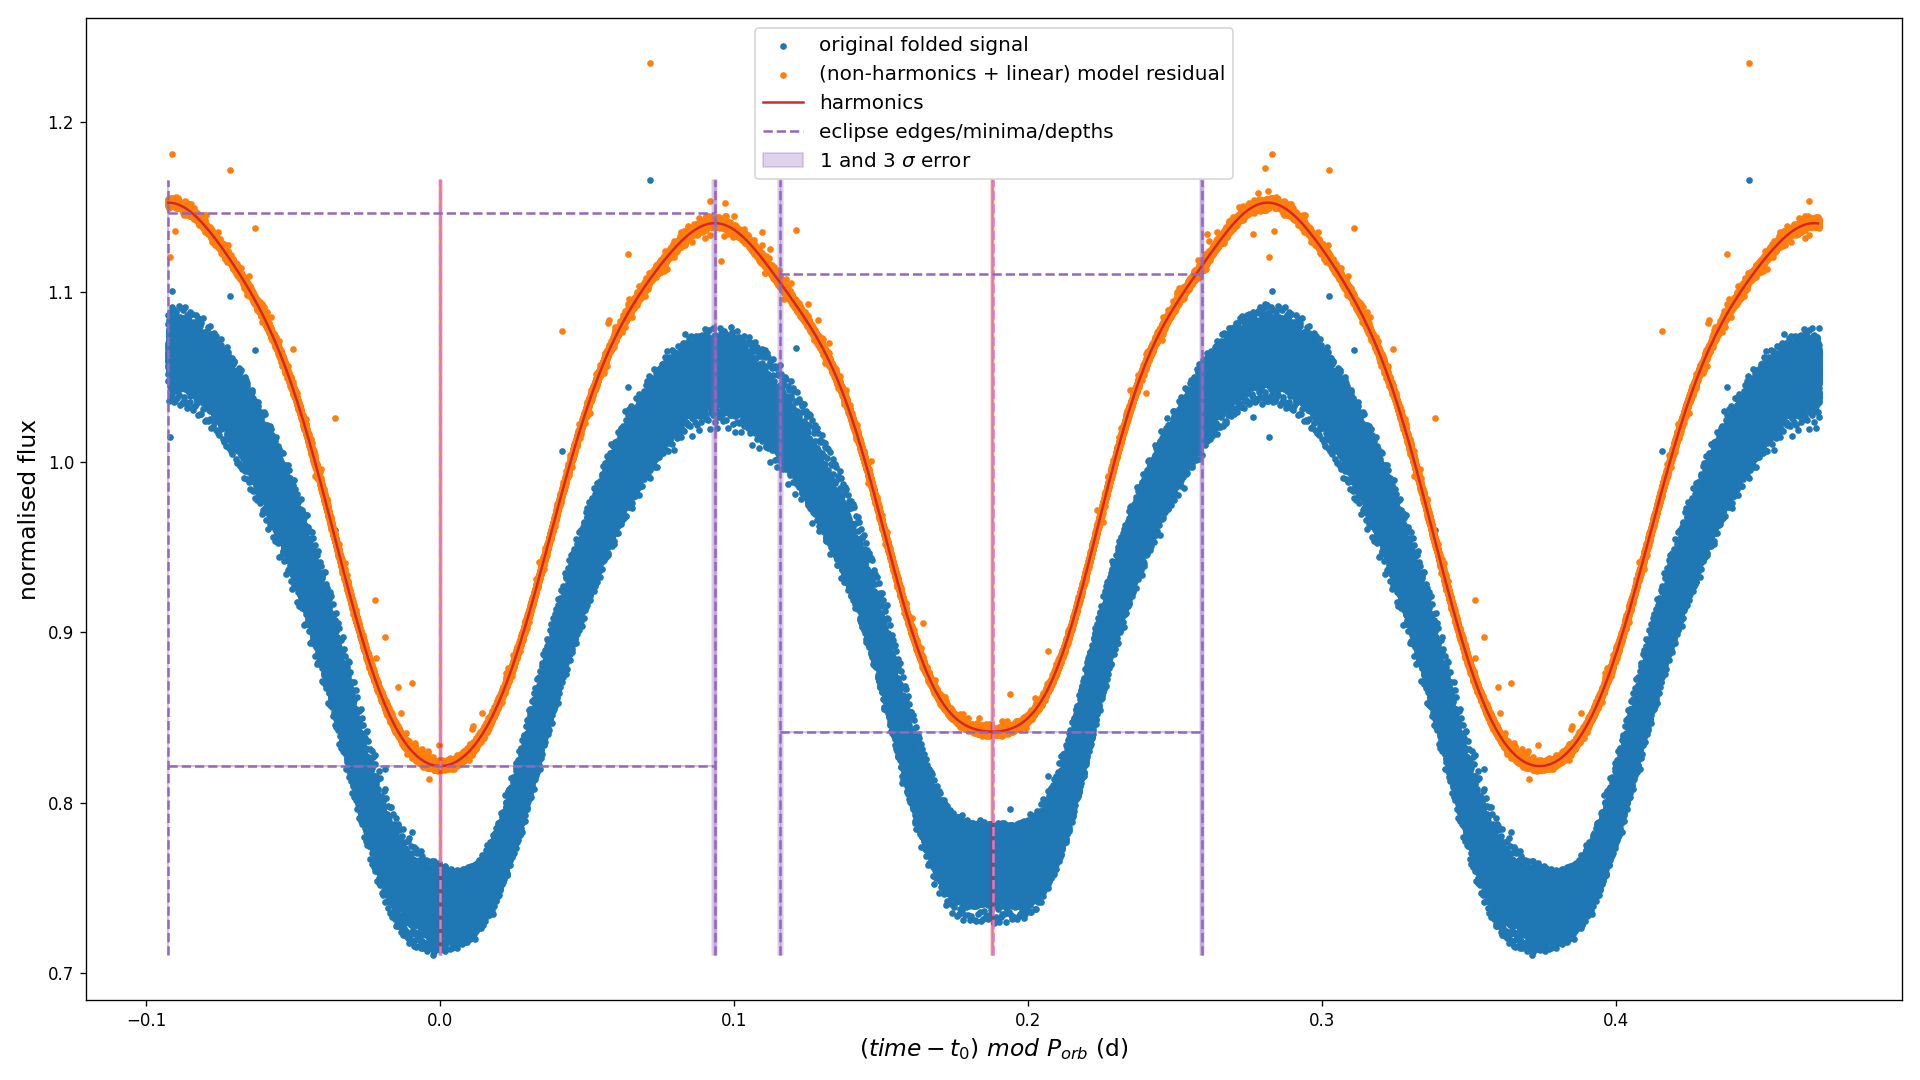 original folded signal
(non-harmonics + linear) model residual
harmonics
eclipse edges/minima/depths
1 and 3 σ error
normalised flux
1.2
1.1
1.0
0.9
0.8
0.7
−0.1
0.0
0.1
0.2
0.3
0.4
(time − t0) mod Porb (d)